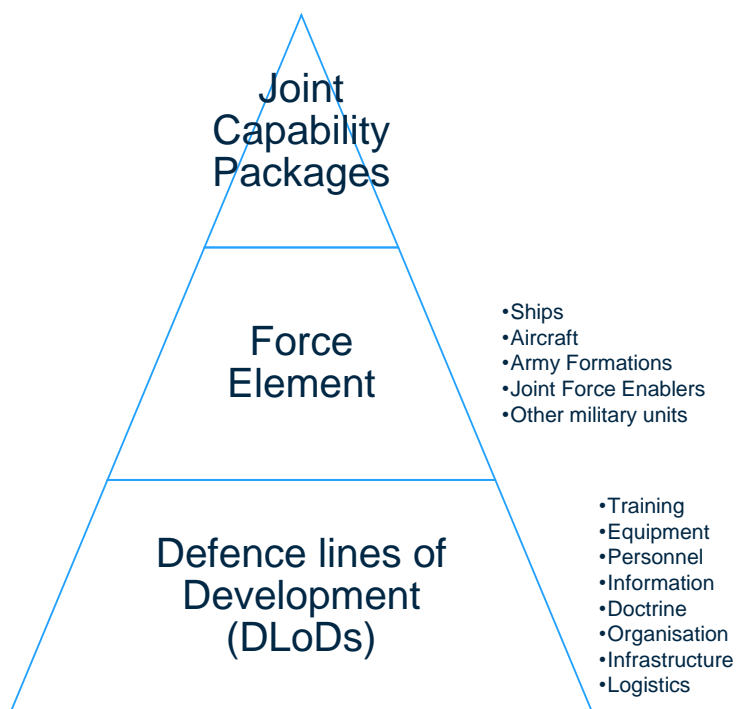 Joint
Capability
Packages
Force
Element
•Ships
•Aircraft
•Army Formations
•Joint Force Enablers
•Other military units
Defence lines of
Development
(DLoDs)
•Training
•Equipment
•Personnel
•Information
•Doctrine
•Organisation
•Infrastructure
•Logistics